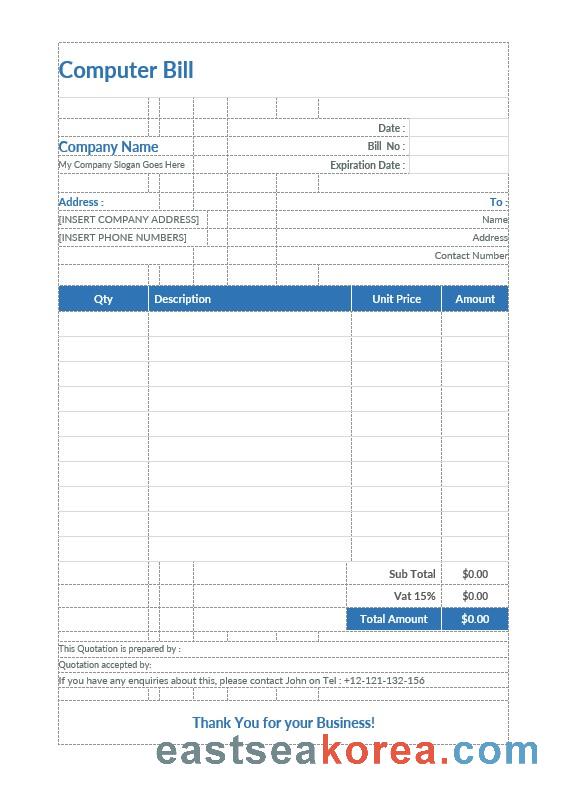 Computer Bill
Date :
Company Name
Bill No :
My Company Slogan Goes Here
Expiration Date :
Address :
To :
[INSERT COMPANY ADDRESS]
Name
[INSERT PHONE NUMBERS]
Address
Contact Number
Qty Description Unit Price Amount
Sub Total $0.00
Vat 15% $0.00
Total Amount $0.00
This Quotation is prepared by :
Quotation accepted by:
If you have any enquiries about this, please contact John on Tel : +12-121-132-156
Thank You for your Business!
eastseakorea.com